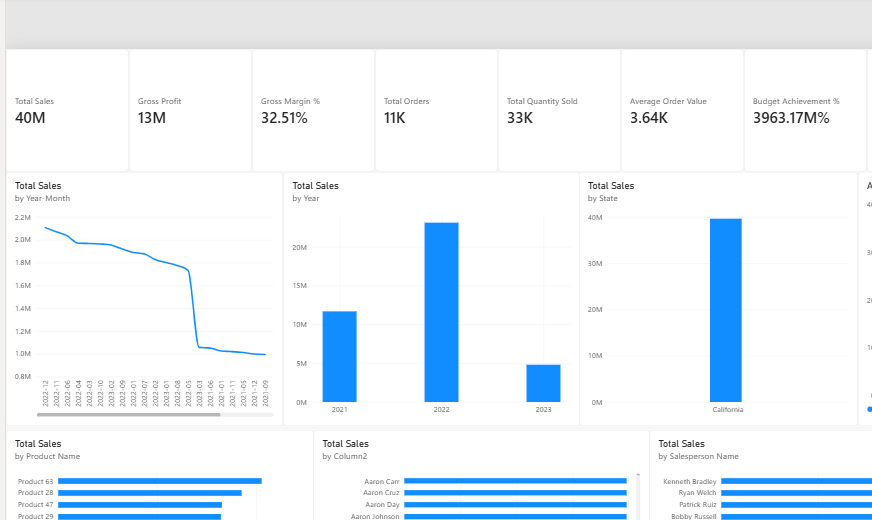 Total Sales
40M
Gross Profit
13M
Gross Margin %
32.51%
Total Orders
11K
Total Quantity Sold
33K
Average Order Value
3.64K
Budget Achievement %
3963.17M%
Total Sales
by Year-Month
2.2M
2.0M
1.8M
1.6M
1.4M
1.2M
1.0M
0.8M
2022-12
2022-11
2022-06
2022-04
2022-03
2022-10
2023-02
2022-09
2022-01
2022-07
2022-02
2023-01
2022-08
2022-05
2023-03
2021-06
2021-01
2021-11
2021-05
2021-12
2021-09
Total Sales
by Year
20M
15M
10M
5M
0M
2021
2022
2023
Total Sales
by State
40M
30M
20M
10M
0M
California
Total Sales
by Product Name
Product 63
Product 28
Product 47
Product 29
Total Sales
by Column2
Aaron Carr
Aaron Cruz
Aaron Day
Aaron Johnson
Total Sales
by Salesperson Name
Kenneth Bradley
Ryan Welch
Patrick Ruiz
Bobby Russell